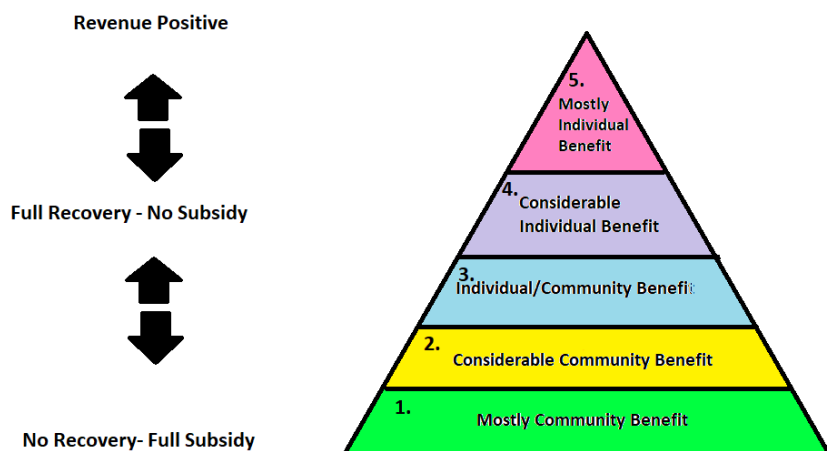 Revenue Positive
Full Recovery - No Subsidy
No Recovery- Full Subsidy
5.
Mostly
Individual
Benefit
4.
Considerable
Individual Benefit
3.
Individual/Community Benefit
2.
Considerable Community Benefit
1.
Mostly Community Benefit